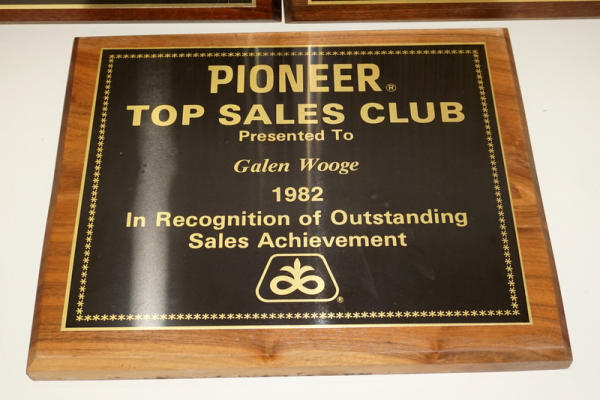 PIONEER®
TOP SALES CLUB
Presented To
Galen Wooge
1982
In Recognition of Outstanding
Sales Achievement
®